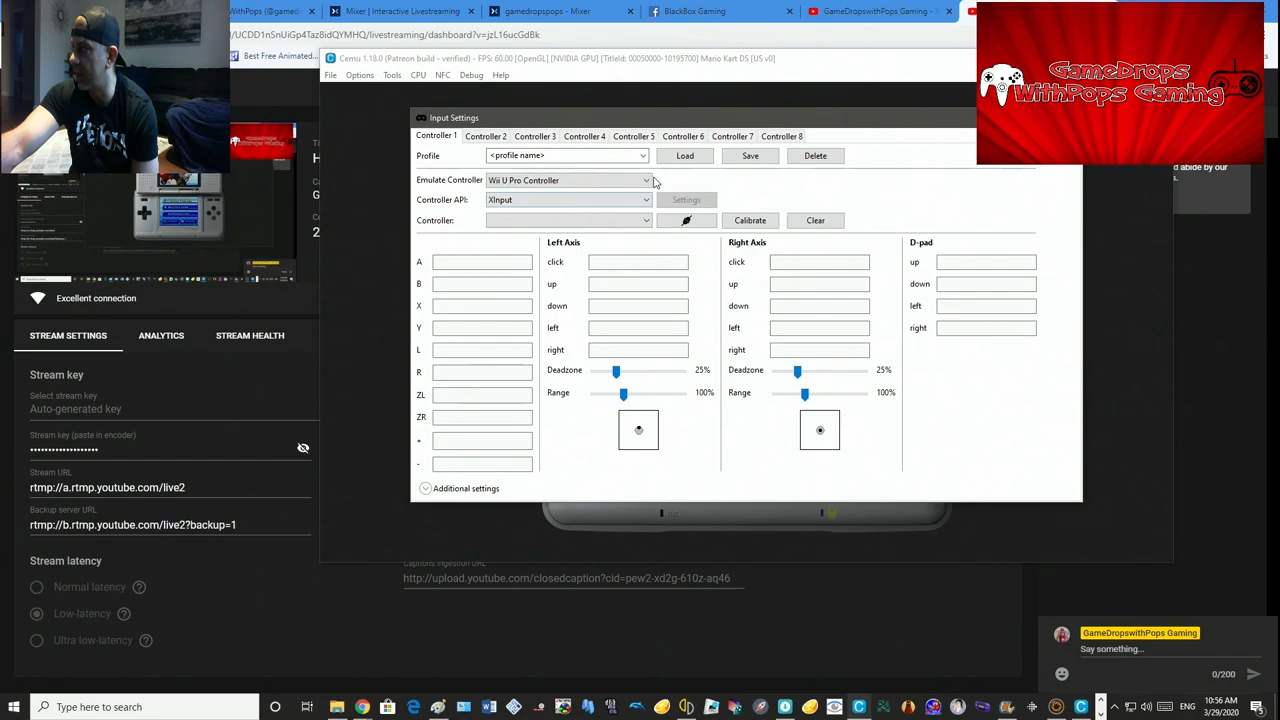 WithPops (@gamedr
Mixer | Interactive Livestreaming
gamedropswithpops - Mixer
BlackBox Gaming
GameDropswithPops Gaming - You
UCDD1nSnUiGp4Taz8idQYMHQ/livestreaming/dashboard?v=jzL16ucGdBk
Best Free Animated...
GameDrops
WithPops Gaming
Cemu 1.18.0 (Patreon build - verified) - FPS: 60.00 [OpenGL] [NVIDIA GPU] [TitleId: 00050000-10195700] Mario Kart DS [US v0]
File Options Tools CPU NFC Debug Help
Input Settings
Controller 1 Controller 2 Controller 3 Controller 4 Controller 5 Controller 6 Controller 7 Controller 8
Profile <profile name> Load Save Delete
Emulate Controller Wii U Pro Controller
Controller API: XInput Settings
Controller: Calibrate Clear
Left Axis Right Axis D-pad
A click click up
B up up down
X down down left
Y left left right
L right right
R Deadzone 25% Deadzone 25%
ZL Range 100% Range 100%
ZR
+
-
Additional settings
abide by our
Excellent connection
STREAM SETTINGS ANALYTICS STREAM HEALTH
Stream key
Select stream key
Auto-generated key
Stream key (paste in encoder)
••••••••••••••••••
Stream URL
rtmp://a.rtmp.youtube.com/live2
Backup server URL
rtmp://b.rtmp.youtube.com/live2?backup=1
Stream latency
Normal latency
Low-latency
Ultra low-latency
Captions ingestion URL
http://upload.youtube.com/closedcaption?cid=pew2-xd2g-610z-aq46
GameDropswithPops Gaming
Say something...
0/200
Type here to search
ENG
10:56 AM
3/29/2020